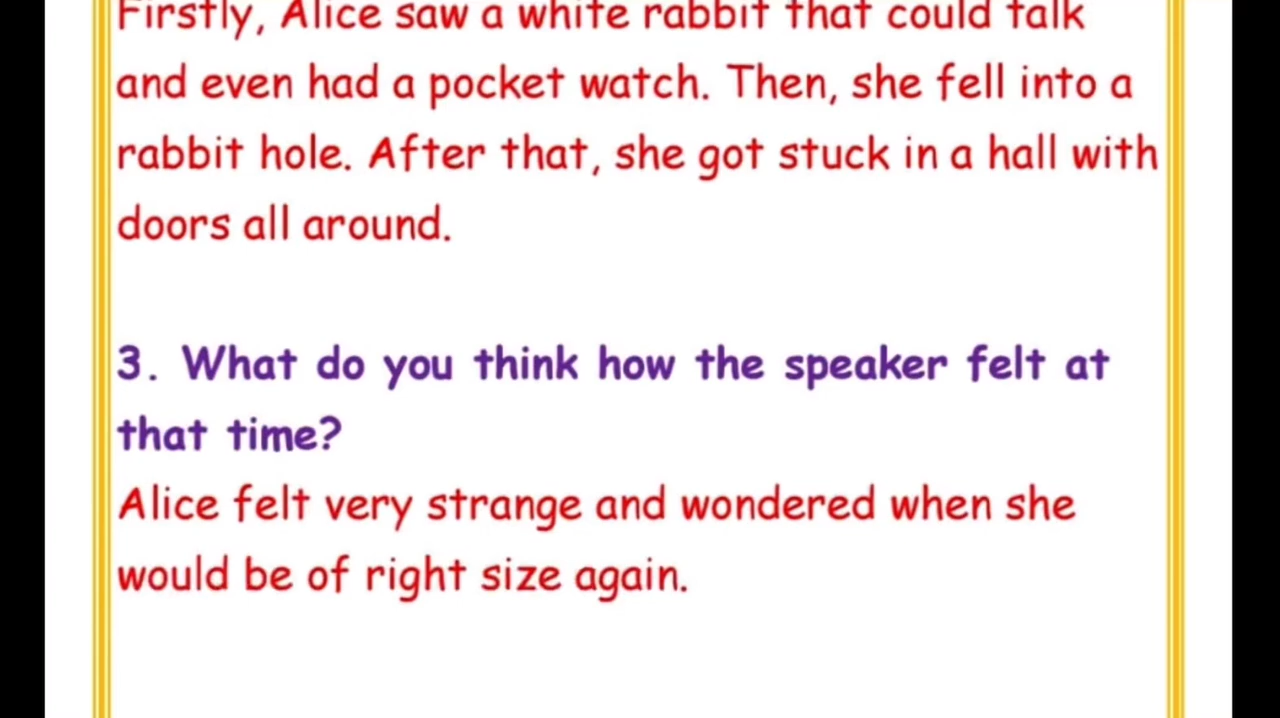 Firstly, Alice saw a white rabbit that could talk
and even had a pocket watch. Then, she fell into a
rabbit hole. After that, she got stuck in a hall with
doors all around.
3. What do you think how the speaker felt at
that time?
Alice felt very strange and wondered when she
would be of right size again.